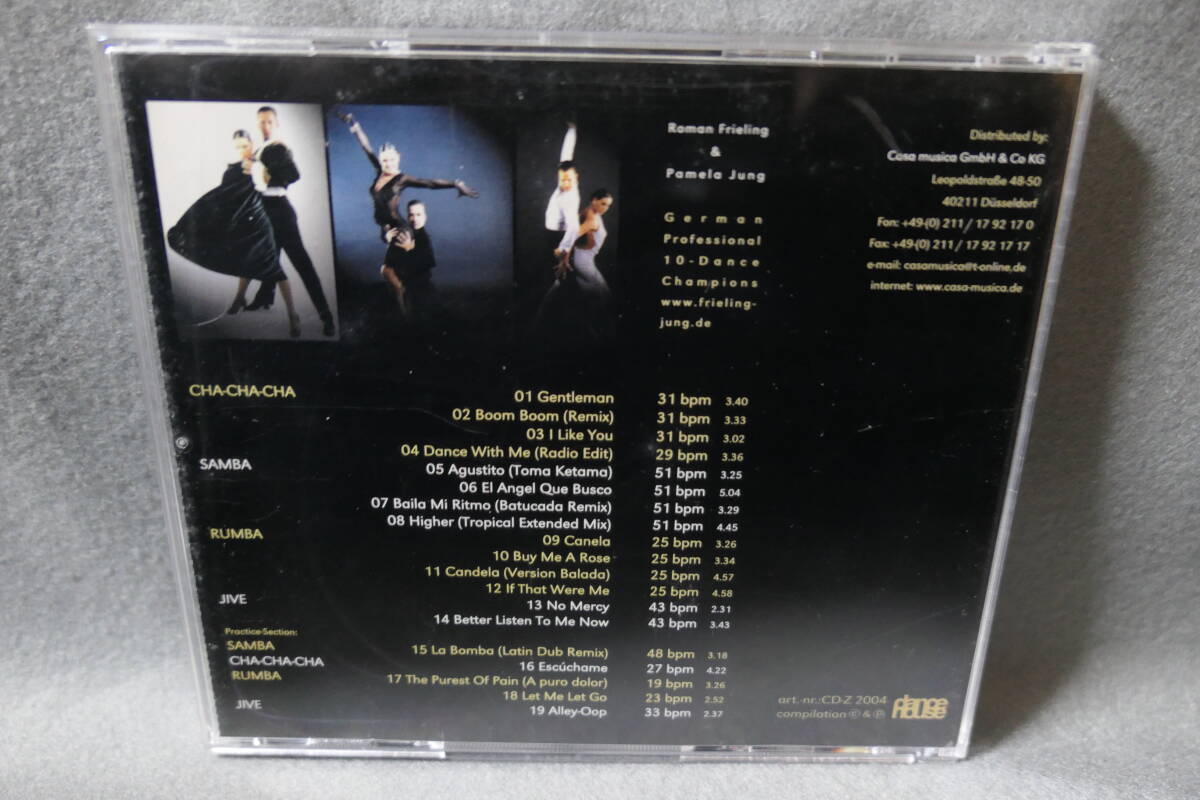 Roman Frieling
&
Pamela Jung
German
Professional
10-Dance
Champions
www.frieling-
jung.de
Distributed by:
Casa musica GmbH & Co KG
Leopoldstraße 48-50
40211 Düsseldorf
Fon: +49-(0) 211 / 17 92 17 0
Fax: +49-(0) 211 / 17 92 17 17
e-mail: casamusica@t-online.de
internet: www.casa-musica.de
CHA-CHA-CHA 01 Gentleman 31 bpm 3.40
02 Boom Boom (Remix) 31 bpm 3.33
03 I Like You 31 bpm 3.02
04 Dance With Me (Radio Edit) 29 bpm 3.36
SAMBA 05 Agustito (Toma Ketama) 51 bpm 3.25
06 El Angel Que Busco 51 bpm 5.04
07 Baila Mi Ritmo (Batucada Remix) 51 bpm 3.29
08 Higher (Tropical Extended Mix) 51 bpm 4.45
RUMBA 09 Canela 25 bpm 3.26
10 Buy Me A Rose 25 bpm 3.34
11 Candela (Version Balada) 25 bpm 4.57
12 If That Were Me 25 bpm 4.58
JIVE 13 No Mercy 43 bpm 2.31
14 Better Listen To Me Now 43 bpm 3.43
Practice-Section:
SAMBA 15 La Bomba (Latin Dub Remix) 48 bpm 3.18
CHA-CHA-CHA 16 Escúchame 27 bpm 4.22
RUMBA 17 The Purest Of Pain (A puro dolor) 19 bpm 3.26
18 Let Me Let Go 23 bpm 2.52
JIVE 19 Alley-Oop 33 bpm 2.37
art.-nr.:CD-Z 2004
compilation © & ℗
dance
house